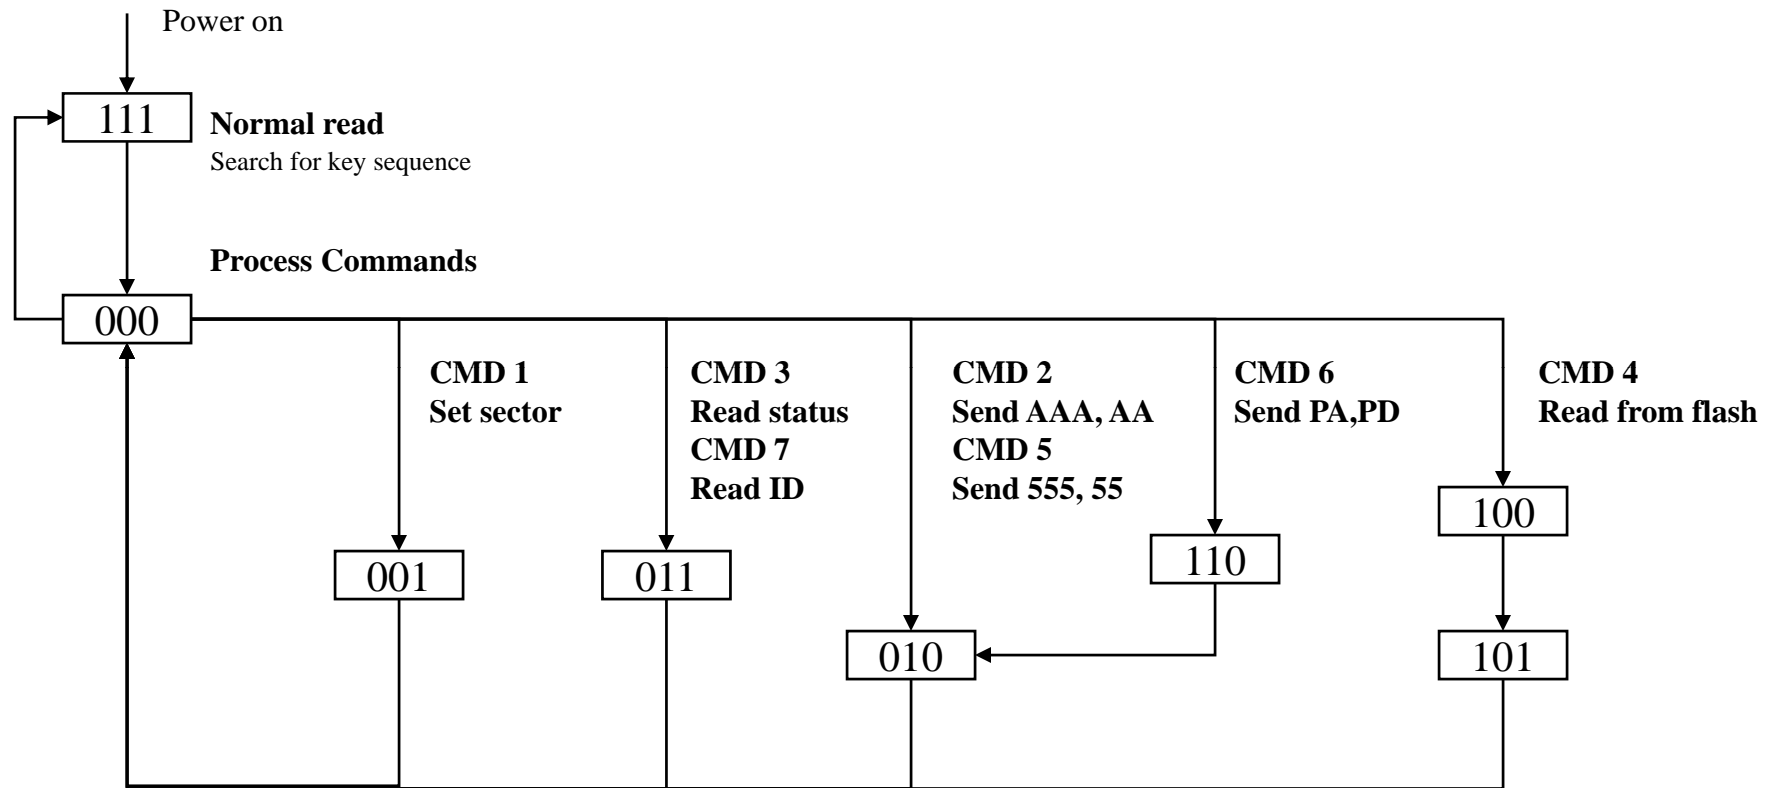 Power on
111
Normal read
Search for key sequence
Process Commands
000
CMD 1
Set sector
CMD 3
Read status
CMD 7
Read ID
CMD 2
Send AAA, AA
CMD 5
Send 555, 55
CMD 6
Send PA,PD
CMD 4
Read from flash
001
011
010
110
100
101